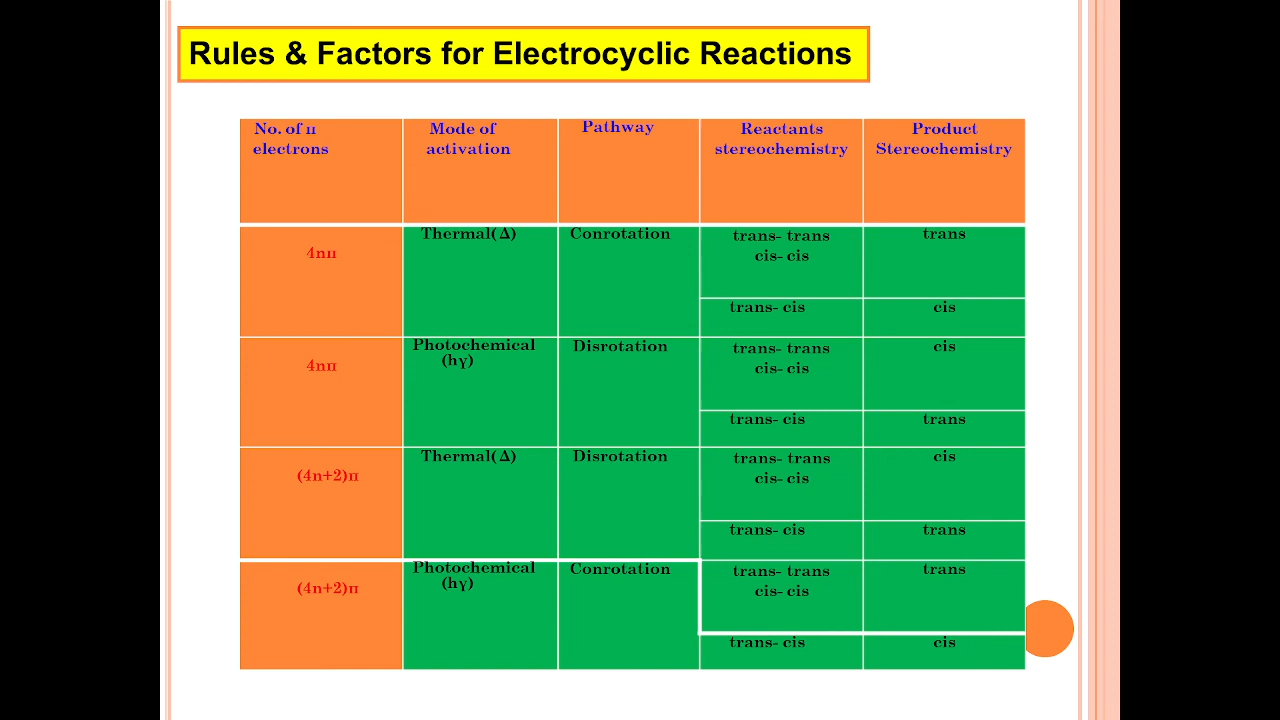 Rules & Factors for Electrocyclic Reactions
No. of π
electrons
Mode of
activation
Pathway
Reactants
stereochemistry
Product
Stereochemistry
4nπ
Thermal(Δ)
Conrotation
trans- trans
cis- cis
trans
trans- cis
cis
4nπ
Photochemical
(hγ)
Disrotation
trans- trans
cis- cis
cis
trans- cis
trans
(4n+2)π
Thermal(Δ)
Disrotation
trans- trans
cis- cis
cis
trans- cis
trans
(4n+2)π
Photochemical
(hγ)
Conrotation
trans- trans
cis- cis
trans
trans- cis
cis